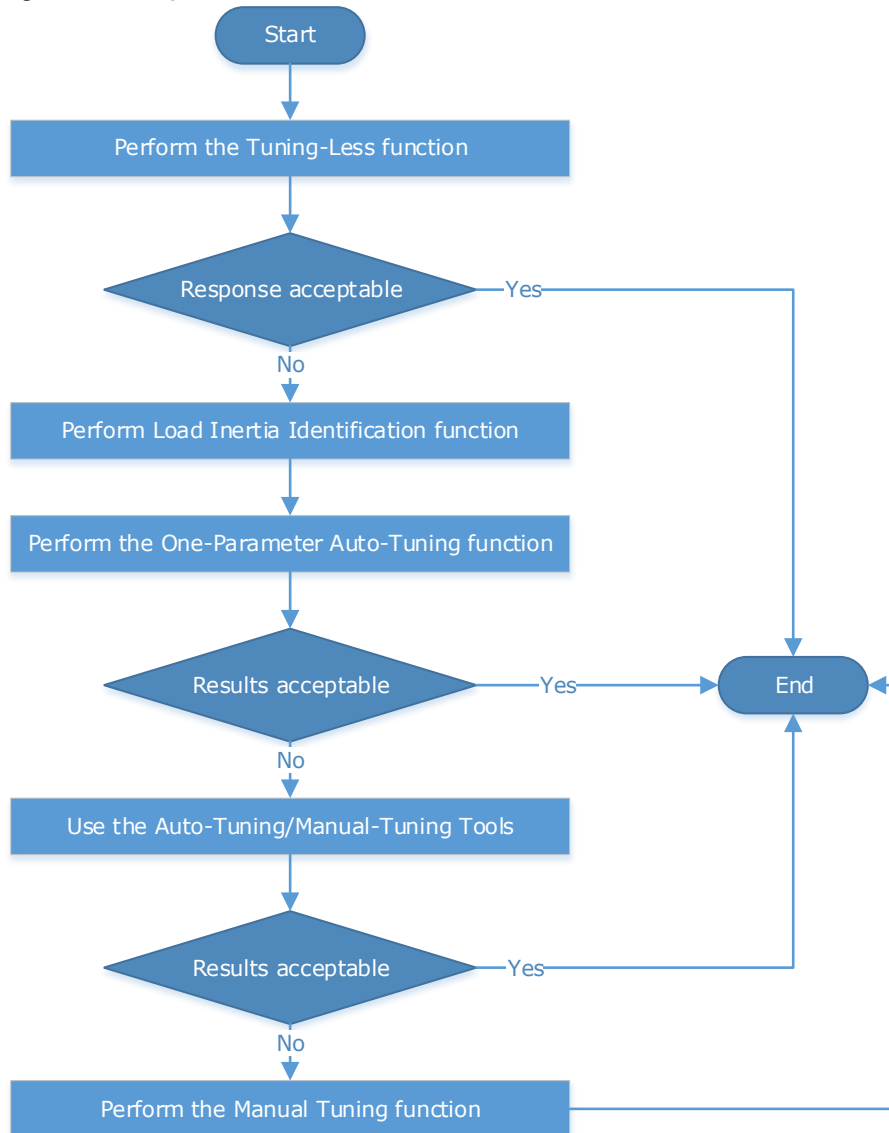 Start
Perform the Tuning-Less function
Response acceptable
Yes
No
Perform Load Inertia Identification function
Perform the One-Parameter Auto-Tuning function
Results acceptable
Yes
End
No
Use the Auto-Tuning/Manual-Tuning Tools
Results acceptable
Yes
No
Perform the Manual Tuning function